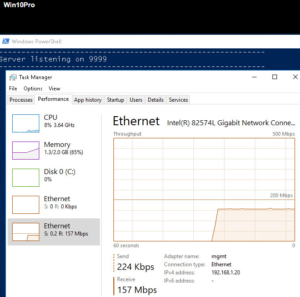 Win10Pro
Windows PowerShell
Server listening on 9999
Task Manager
File Options View
Processes Performance App history Startup Users Details Services
CPU
8% 3.64 GHz
Memory
1.3/2.0 GB (65%)
Disk 0 (C:)
0%
Ethernet
S: 0 R: 0 Kbps
Ethernet
S: 0.2 R: 157 Mbps
Ethernet Intel(R) 82574L Gigabit Network Conne...
Throughput 500 Mbps
200 Mbps
60 seconds 0
Send
224 Kbps
Receive
157 Mbps
Adapter name: mgmt
Connection type: Ethernet
IPv4 address: 192.168.1.20
IPv6 address: -